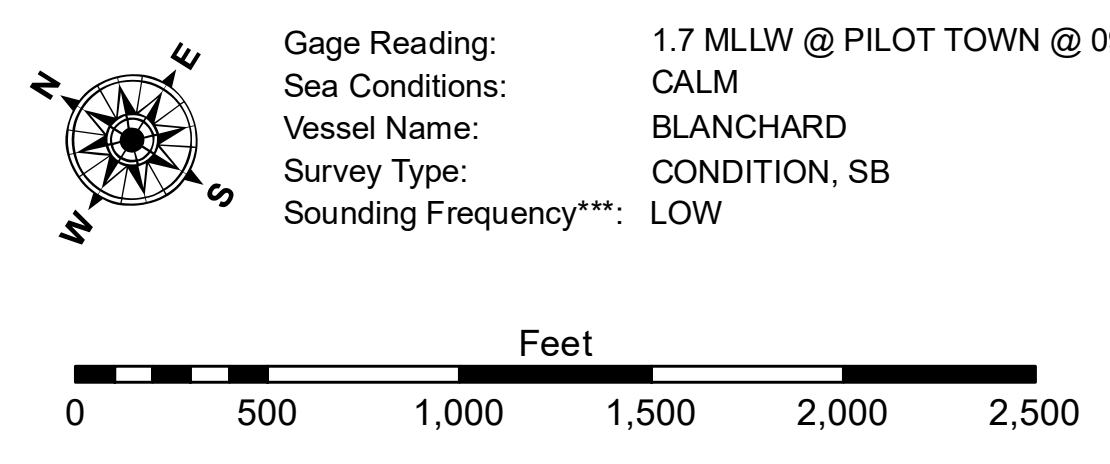 N
E
S
W
Gage Reading: 1.7 MLLW @ PILOT TOWN @
Sea Conditions: CALM
Vessel Name: BLANCHARD
Survey Type: CONDITION, SB
Sounding Frequency***: LOW
Feet
0 500 1,000 1,500 2,000 2,500